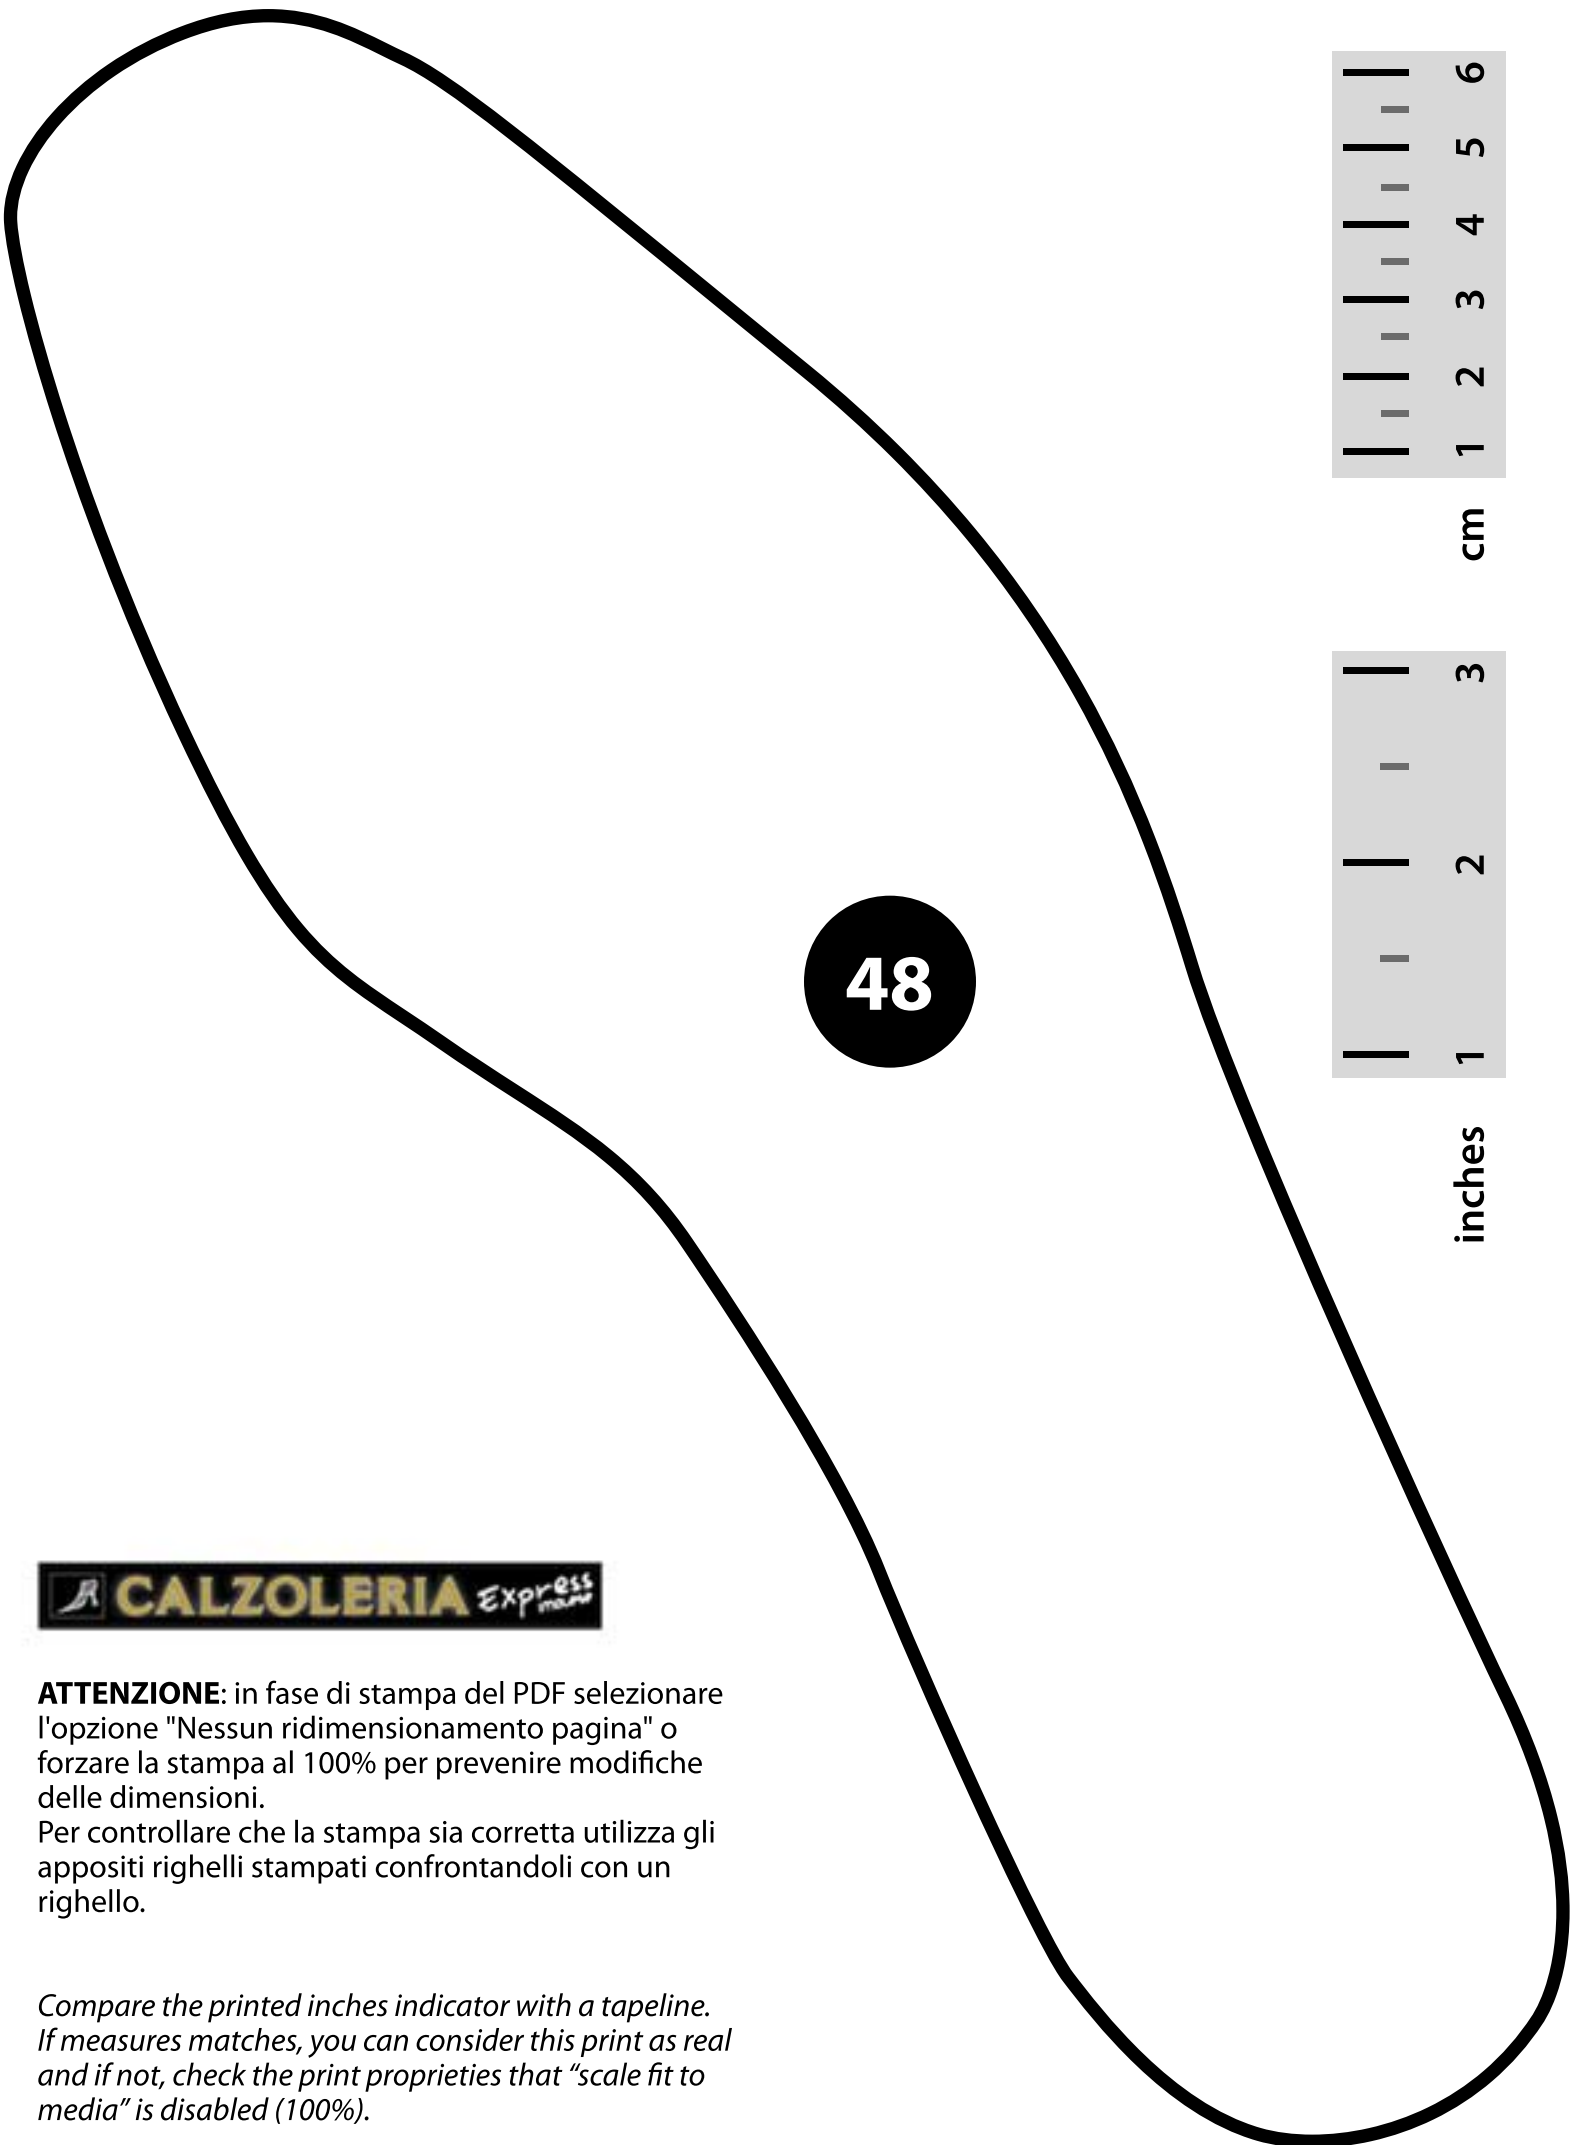 6
5
4
3
2
1
cm
3
2
1
inches
48
CALZOLERIA Express
ATTENZIONE: in fase di stampa del PDF selezionare
l'opzione "Nessun ridimensionamento pagina" o
forzare la stampa al 100% per prevenire modifiche
delle dimensioni.
Per controllare che la stampa sia corretta utilizza gli
appositi righelli stampati confrontandoli con un
righello.
Compare the printed inches indicator with a tapeline.
If measures matches, you can consider this print as real
and if not, check the print proprieties that “scale fit to
media” is disabled (100%).